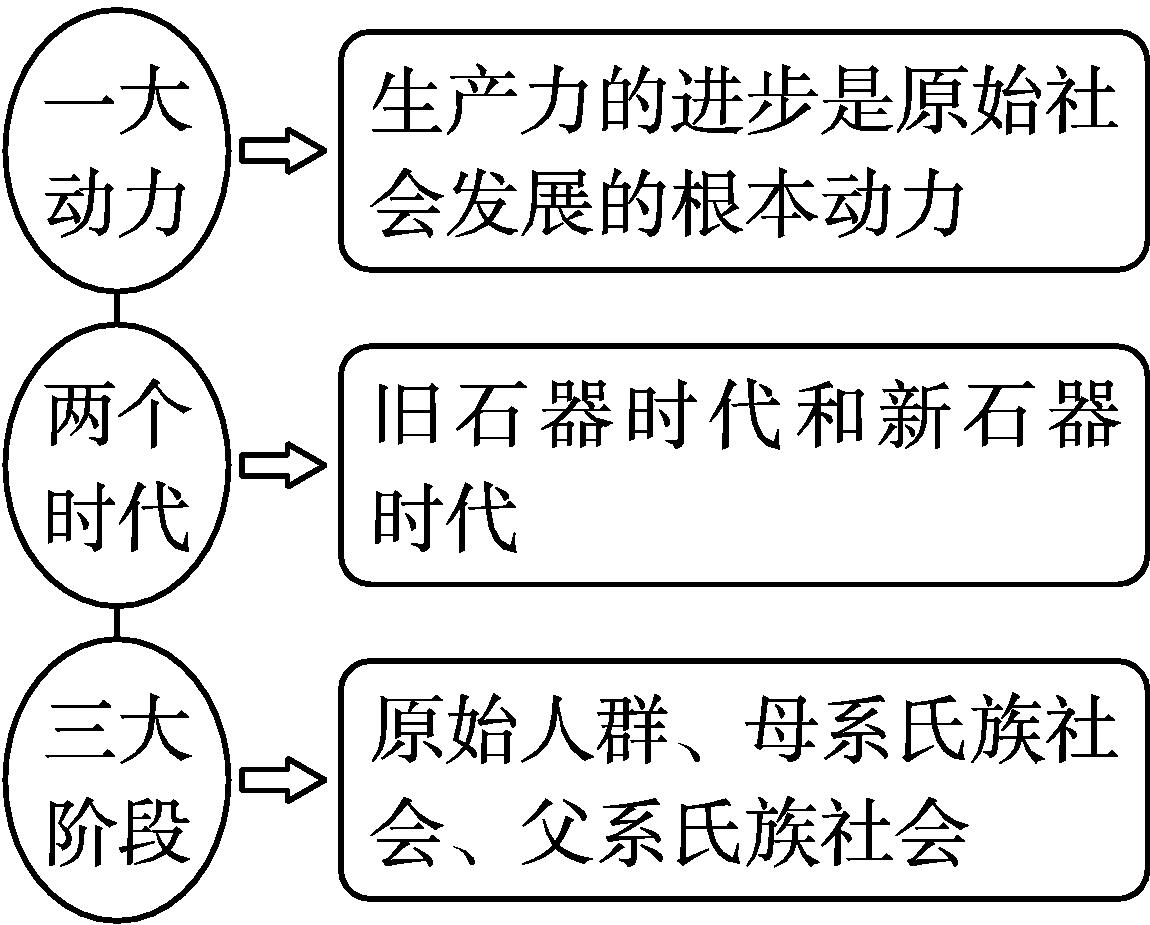 一大
动力
生产力的进步是原始社
会发展的根本动力
两个
时代
旧石器时代和新石器
时代
三大
阶段
原始人群、母系氏族社
会、父系氏族社会